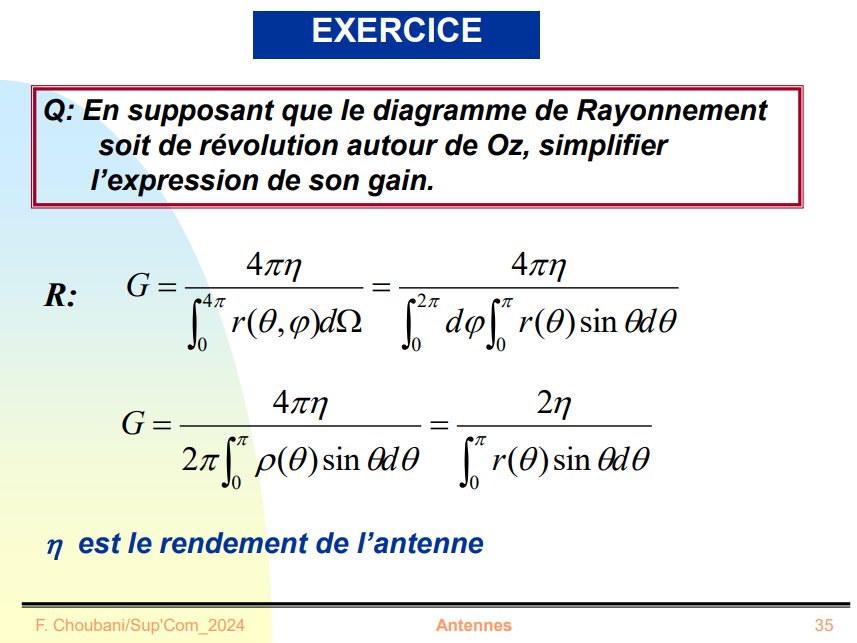 EXERCICE
Q: En supposant que le diagramme de Rayonnement
soit de révolution autour de Oz, simplifier
l'expression de son gain.
R: G = \frac{4\pi\eta}{\int_0^{4\pi} r(\theta,\varphi)d\Omega} = \frac{4\pi\eta}{\int_0^{2\pi} d\varphi \int_0^{\pi} r(\theta)\sin\theta d\theta}
G = \frac{4\pi\eta}{2\pi\int_0^{\pi} \rho(\theta)\sin\theta d\theta} = \frac{2\eta}{\int_0^{\pi} r(\theta)\sin\theta d\theta}
η est le rendement de l'antenne
F. Choubani/Sup'Com_2024 Antennes 35